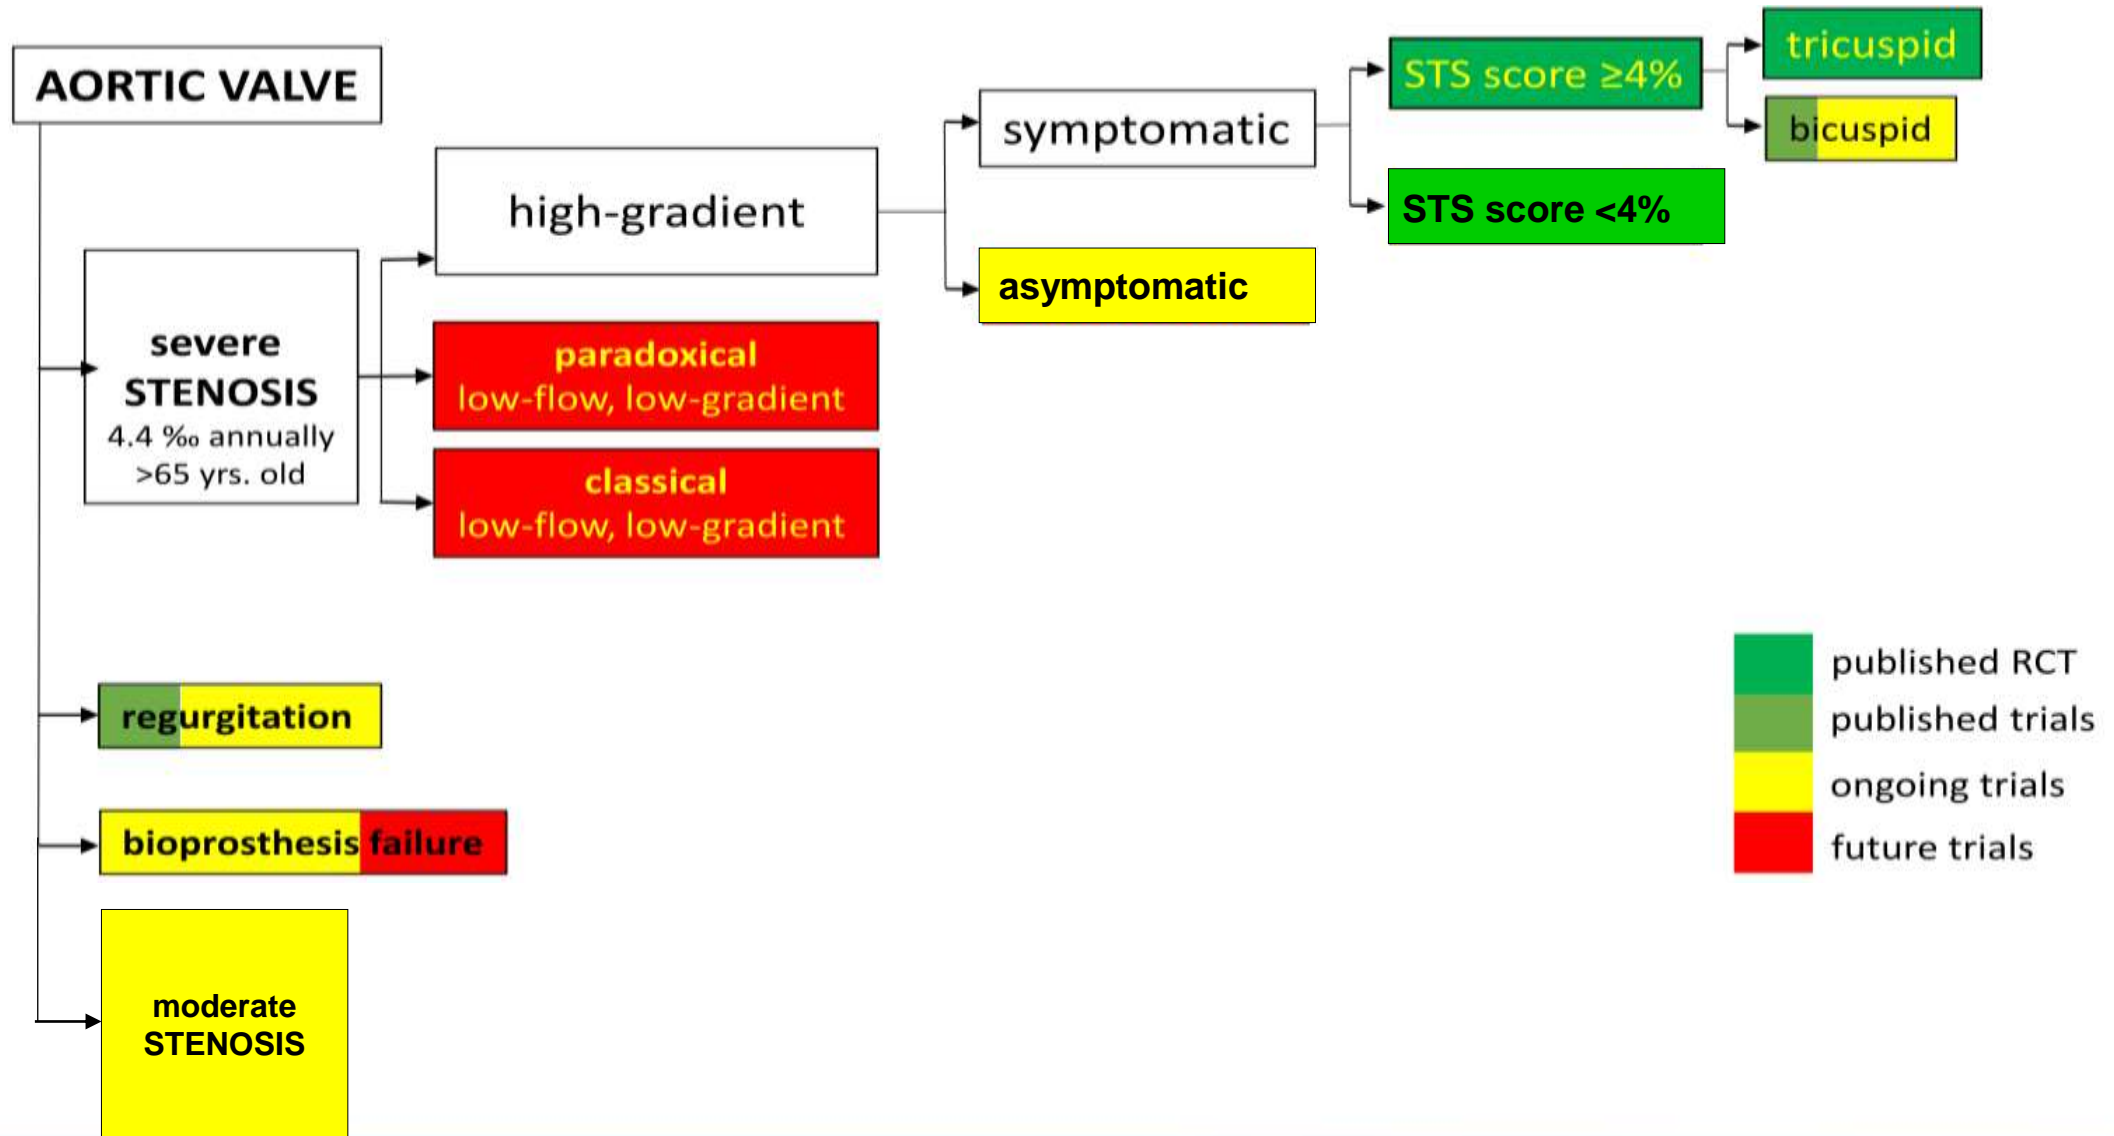 AORTIC VALVE
severe
STENOSIS
4.4 ‰ annually
>65 yrs. old
high-gradient
paradoxical
low-flow, low-gradient
classical
low-flow, low-gradient
symptomatic
asymptomatic
STS score ≥4%
STS score <4%
tricuspid
bicuspid
regurgitation
bioprosthesis failure
moderate
STENOSIS
published RCT
published trials
ongoing trials
future trials